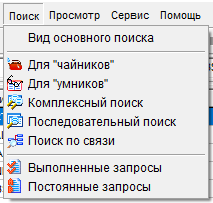 Поиск Просмотр Сервис Помощь
Вид основного поиска
Для "чайников"
Для "умников"
Комплексный поиск
Последовательный поиск
Поиск по связи
Выполненные запросы
Постоянные запросы